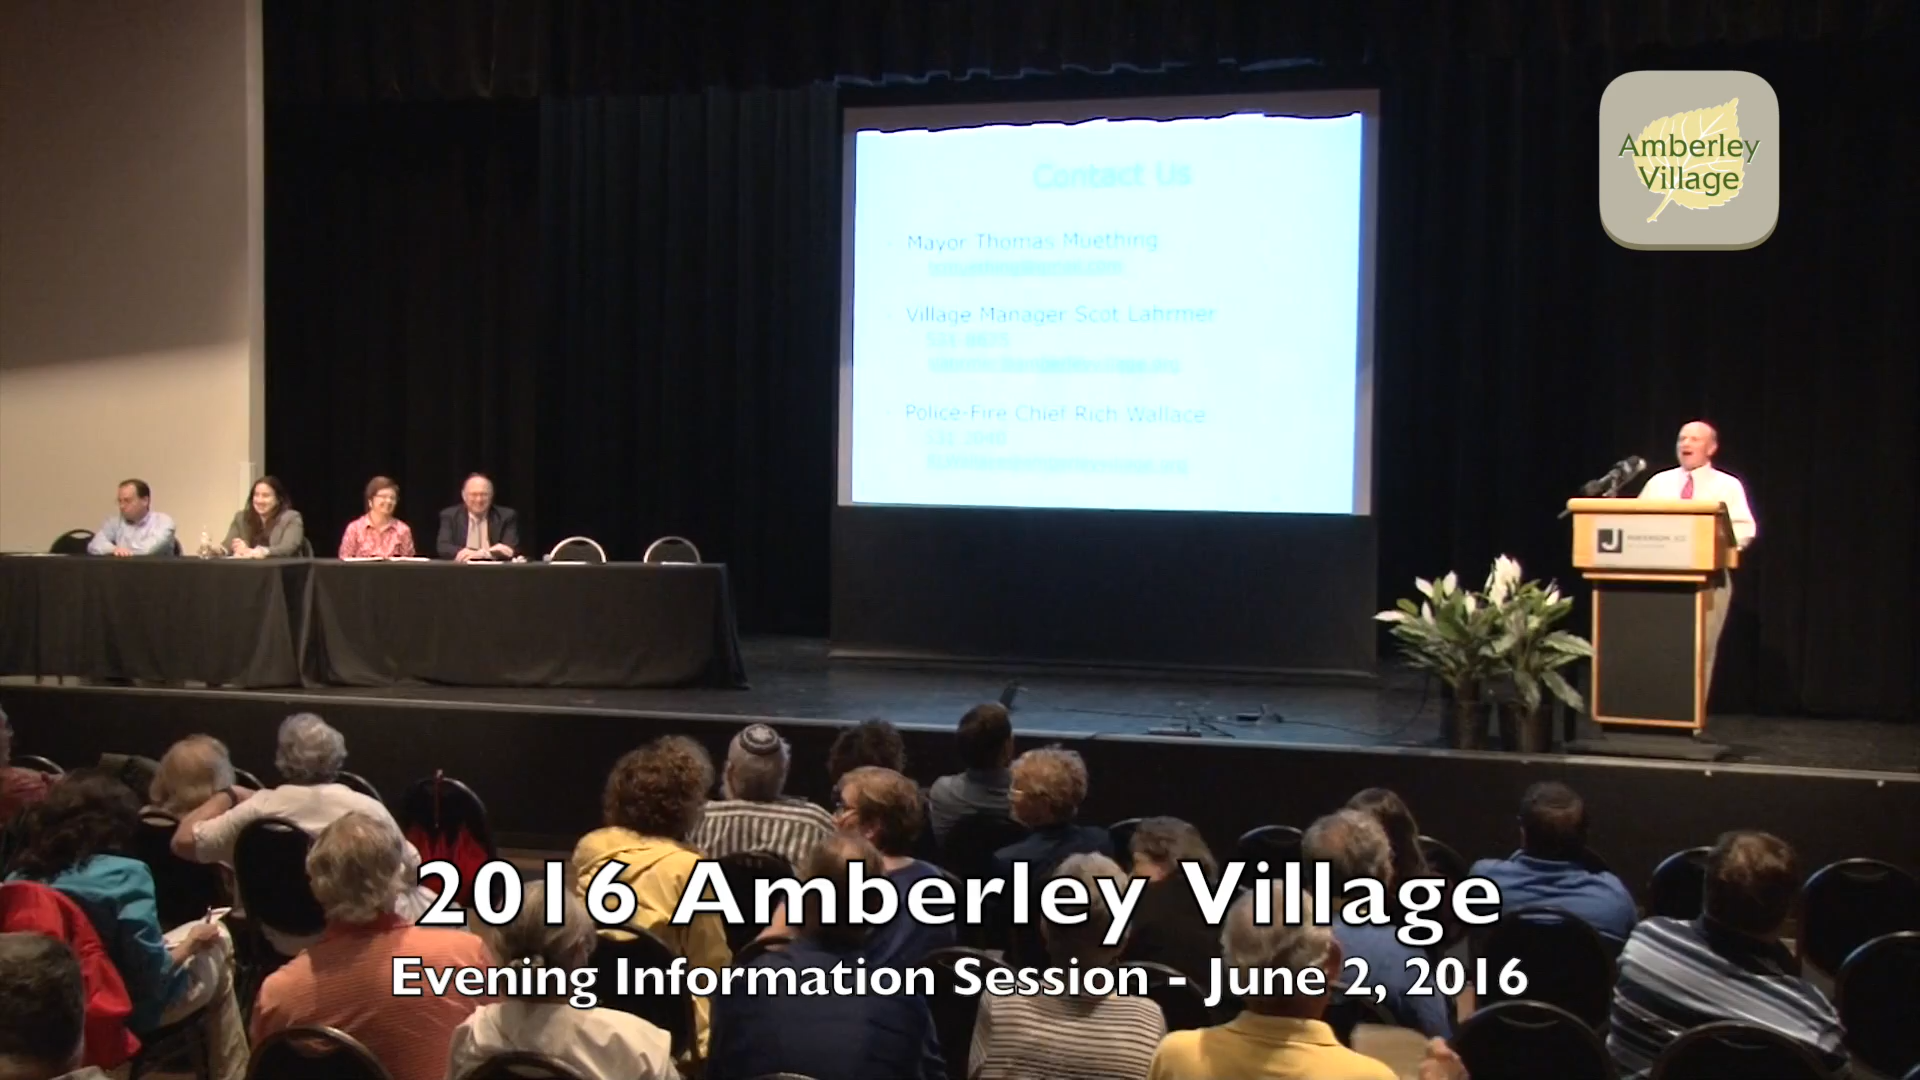 Amberley
Village
Contact Us
Mayor Thomas Muething
Village Manager Scot Lahrmer
Police-Fire Chief Rich Wallace
J
2016 Amberley Village
Evening Information Session - June 2, 2016